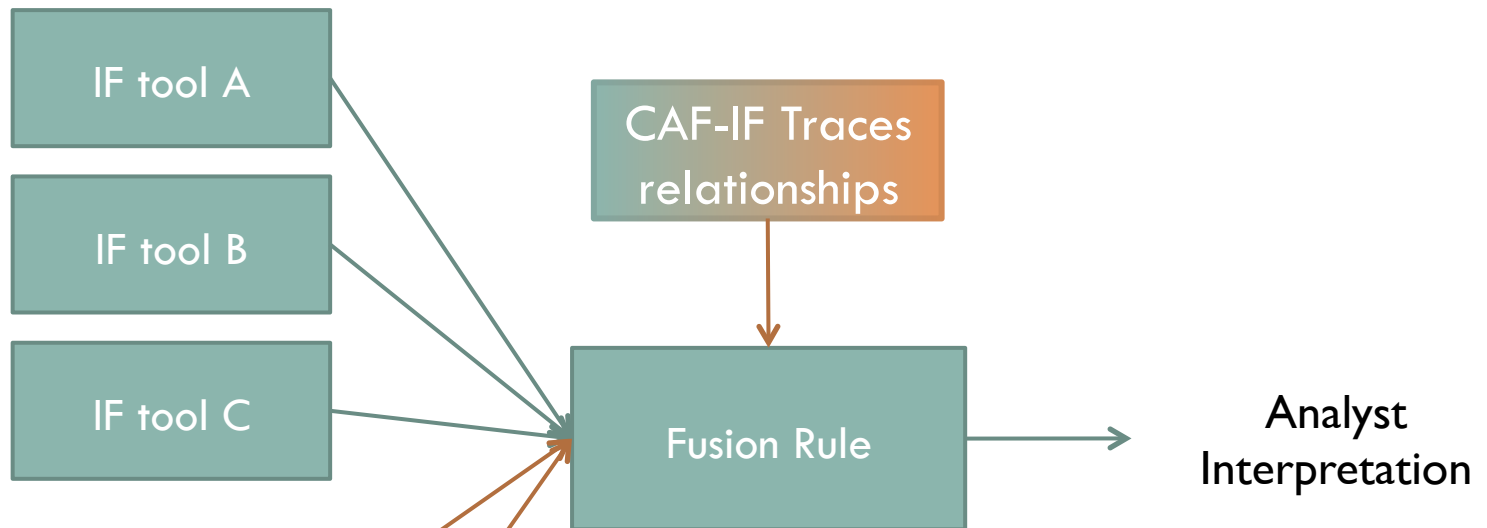 IF tool A
CAF-IF Traces
relationships
IF tool B
IF tool C
Fusion Rule
Analyst
Interpretation